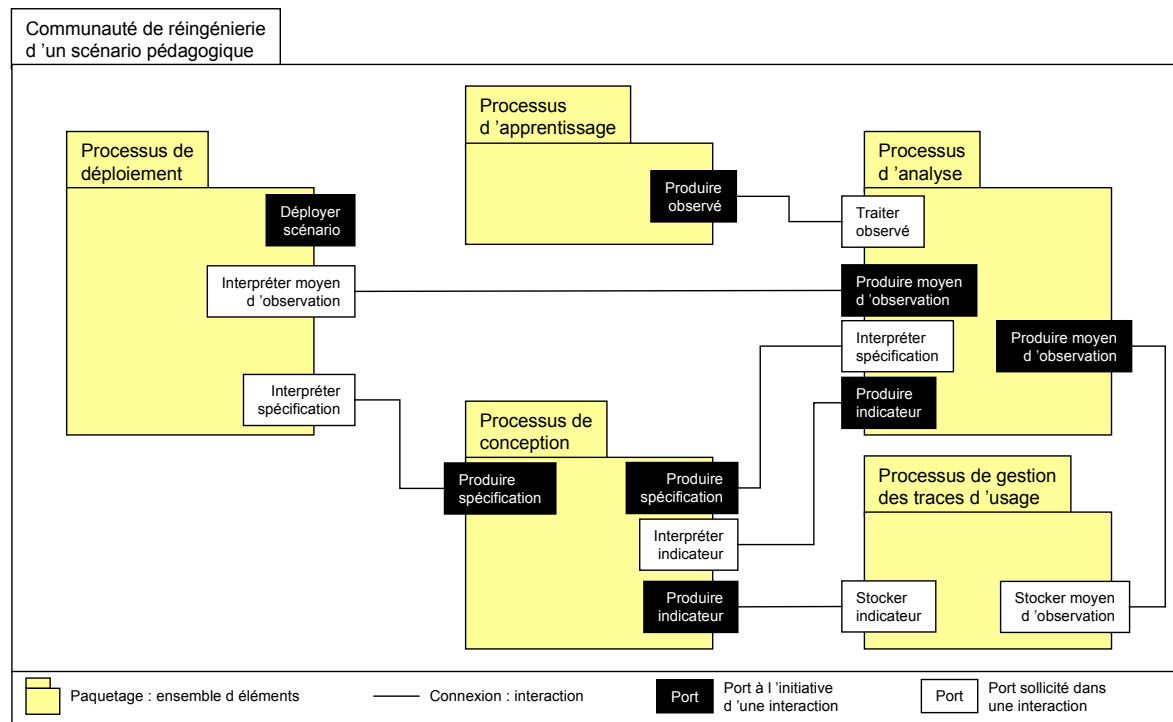 Communauté de réingénierie
d 'un scénario pédagogique
Processus
d 'apprentissage
Produire
observé
Processus de
déploiement
Déployer
scénario
Interpréter moyen
d 'observation
Interpréter
spécification
Processus
d 'analyse
Traiter
observé
Produire moyen
d 'observation
Interpréter
spécification
Produire moyen
d 'observation
Produire
indicateur
Processus de
conception
Produire
spécification
Produire
spécification
Interpréter
indicateur
Produire
indicateur
Processus de gestion
des traces d 'usage
Stocker
indicateur
Stocker moyen
d 'observation
Paquetage : ensemble d éléments
Connexion : interaction
Port
Port à l 'initiative
d 'une interaction
Port
Port sollicité dans
une interaction